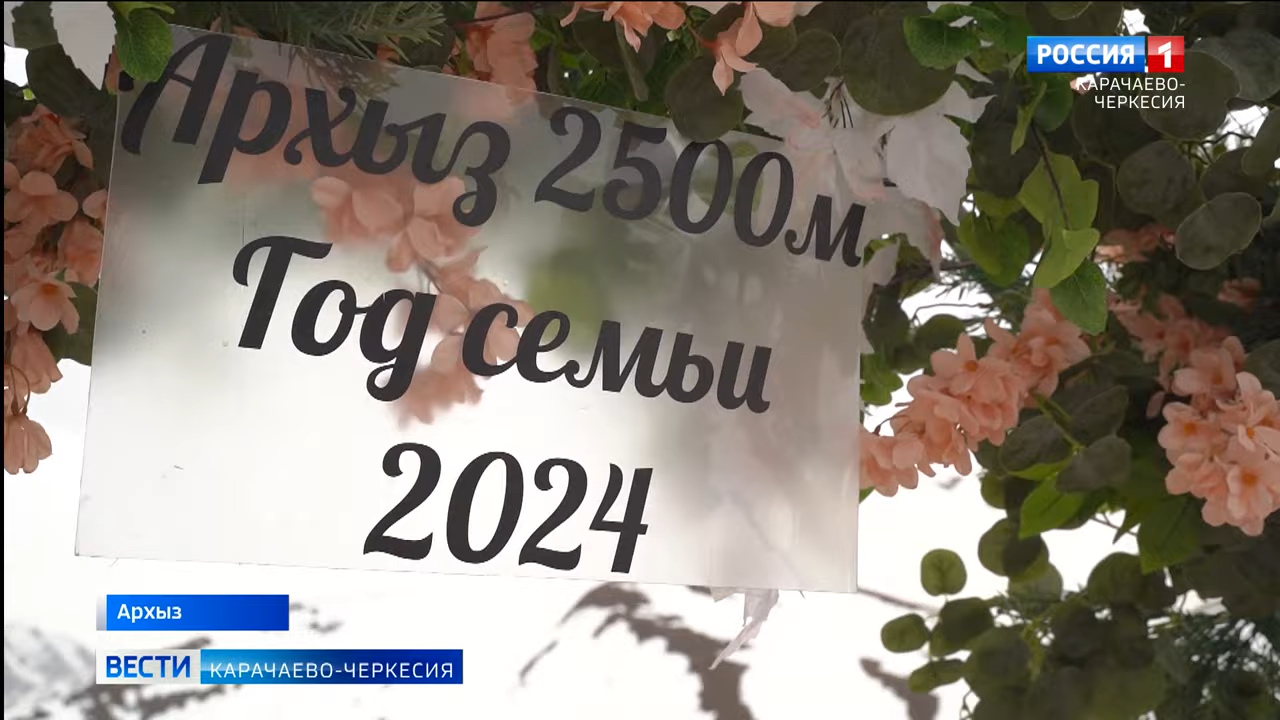 РОССИЯ 1
КАРАЧАЕВО-
ЧЕРКЕСИЯ
Архыз 2500м
Год семьи
2024
Архыз
ВЕСТИ КАРАЧАЕВО-ЧЕРКЕСИЯ